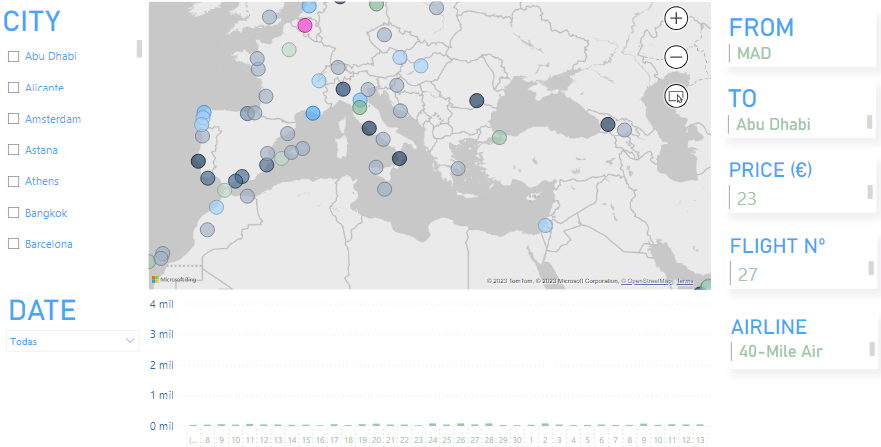 CITY
Abu Dhabi
Alicante
Amsterdam
Astana
Athens
Bangkok
Barcelona
DATE
Todas
Microsoft Bing
© 2023 TomTom, © 2023 Microsoft Corporation, © OpenStreetMap Terms
4 mil
3 mil
2 mil
1 mil
0 mil
(... 8 9 10 11 12 13 14 15 16 17 18 19 20 21 22 23 24 25 26 27 28 29 30 1 2 3 4 5 6 7 8 9 10 11 12 13
FROM
MAD
TO
Abu Dhabi
PRICE (€)
23
FLIGHT Nº
27
AIRLINE
40-Mile Air